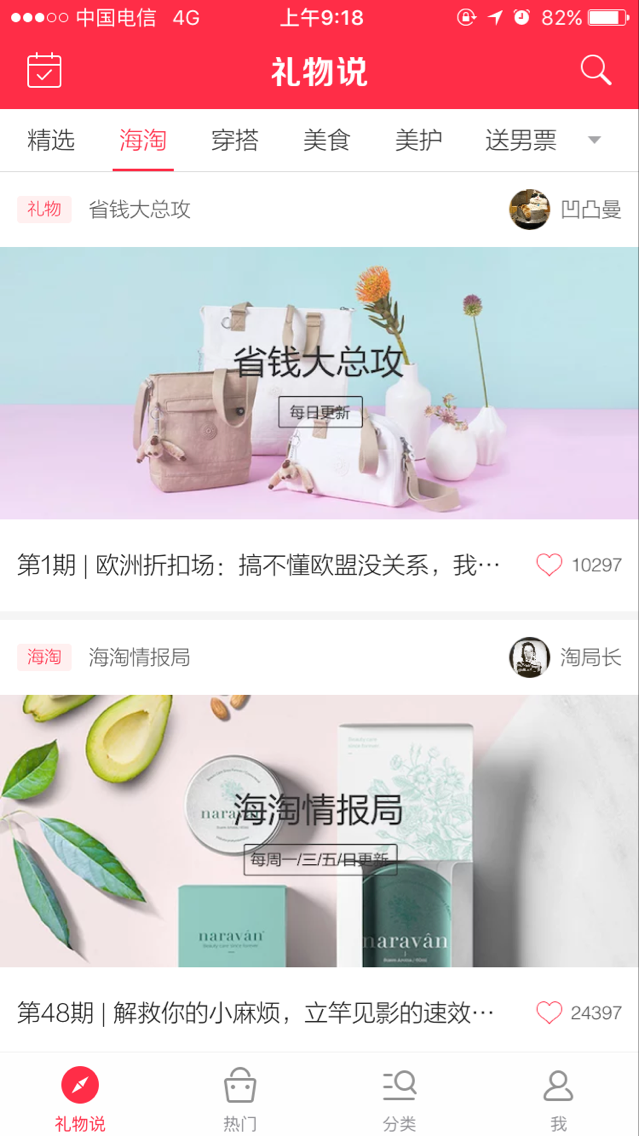 中国电信 4G 上午9:18 82%
礼物说
精选 海淘 穿搭 美食 美护 送男票
礼物 省钱大总攻 凹凸曼
省钱大总攻
每日更新
第1期 | 欧洲折扣场：搞不懂欧盟没关系，我… 10297
海淘 海淘情报局 淘局长
海淘情报局
每周一/三/五/日更新
naraván
naravân
第48期 | 解救你的小麻烦，立竿见影的速效… 24397
礼物说 热门 分类 我